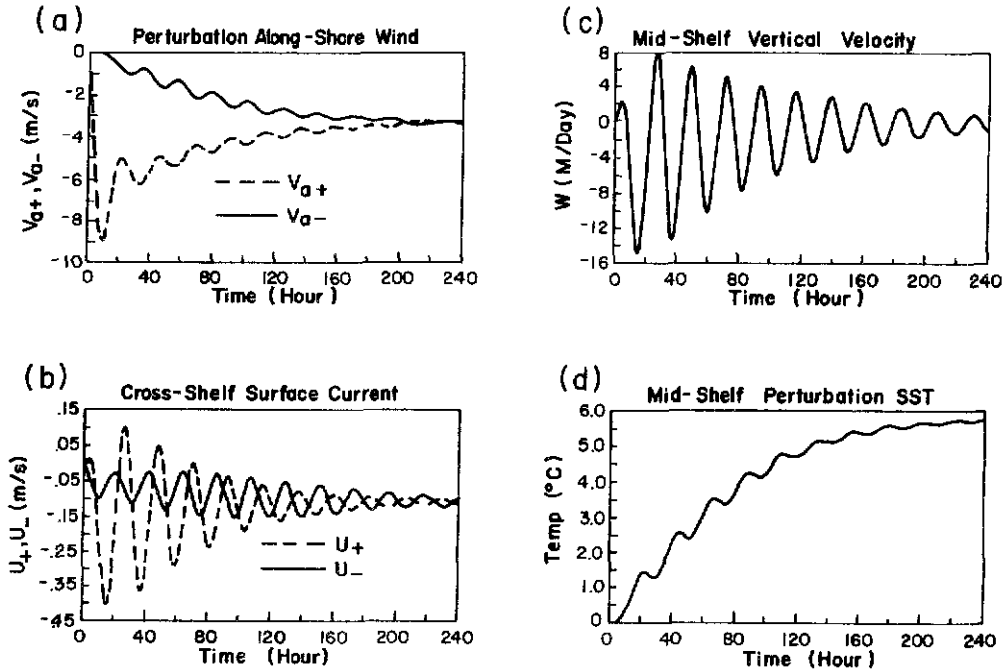 (a)
Perturbation Along-Shore Wind
Va+, Va- (m/s)
0
-2
-4
-6
-8
-10
Va+
Va-
0 40 80 120 160 200 240
Time (Hour)
(c)
Mid-Shelf Vertical Velocity
W (M/Day)
8
4
0
-4
-8
-12
-16
0 40 80 120 160 200 240
Time (Hour)
(b)
Cross-Shelf Surface Current
U+, U- (m/s)
.15
.05
-.05
-.15
-.25
-.35
-.45
U+
U-
0 40 80 120 160 200 240
Time (Hour)
(d)
Mid-Shelf Perturbation SST
Temp (°C)
6.0
5.0
4.0
3.0
2.0
1.0
0
0 40 80 120 160 200 240
Time (Hour)